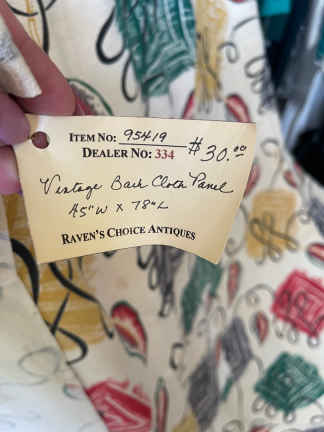 ITEM NO: 95419 $30.00
DEALER NO: 334
Vintage Bark Cloth Panel
45"W x 78"L
RAVEN'S CHOICE ANTIQUES